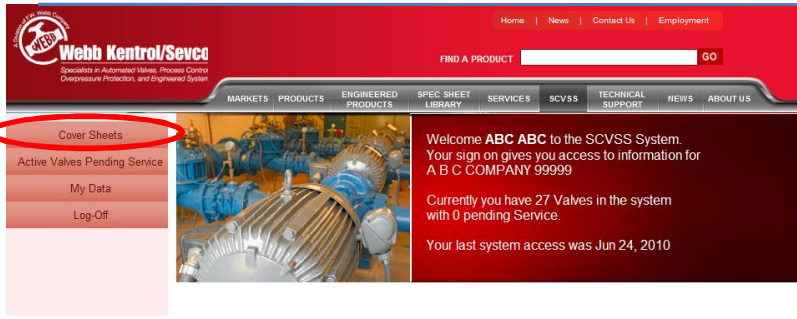 A Division of F.W. Webb Company
WEBB
Home | News | Contact Us | Employment
Webb Kentrol/Sevco
Specialists in Automated Valves, Process Control
Overpressure Protection, and Engineered System
FIND A PRODUCT GO
MARKETS PRODUCTS ENGINEERED PRODUCTS SPEC SHEET LIBRARY SERVICES SCVSS TECHNICAL SUPPORT NEWS ABOUT US
Cover Sheets
Active Valves Pending Service
My Data
Log-Off
Welcome ABC ABC to the SCVSS System.
Your sign on gives you access to information for
A B C COMPANY 99999
Currently you have 27 Valves in the system
with 0 pending Service.
Your last system access was Jun 24, 2010